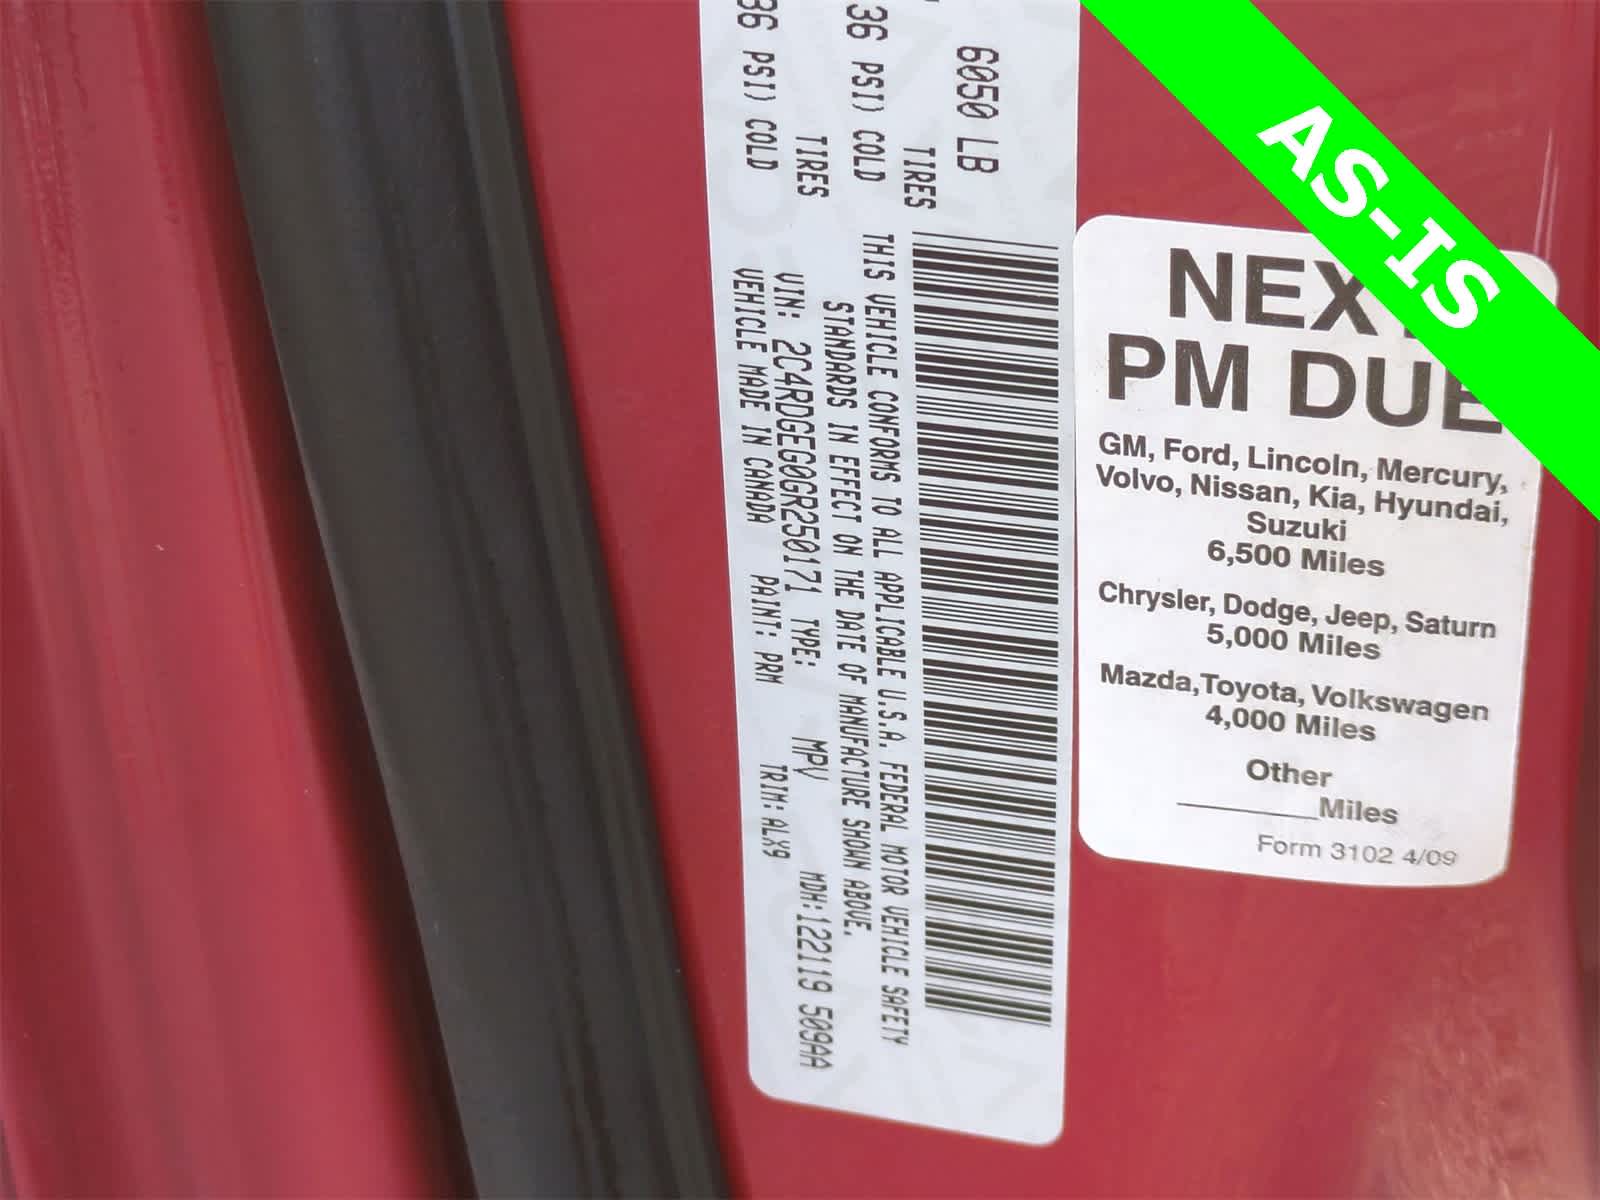 6050 LB
TIRES
36 PSI) COLD
TIRES
36 PSI) COLD
THIS VEHICLE CONFORMS TO ALL APPLICABLE U.S.A. FEDERAL MOTOR VEHICLE SAFETY
STANDARDS IN EFFECT ON THE DATE OF MANUFACTURE SHOWN ABOVE.
VIN: 2C4RDGEG0GR250171 TYPE: MPV MDH:122119 509AA
VEHICLE MADE IN CANADA PAINT: PRM TRIM:ALX9
NEXT
PM DUE
GM, Ford, Lincoln, Mercury,
Volvo, Nissan, Kia, Hyundai,
Suzuki
6,500 Miles
Chrysler, Dodge, Jeep, Saturn
5,000 Miles
Mazda,Toyota, Volkswagen
4,000 Miles
Other
______Miles
Form 3102 4/09
AS-IS